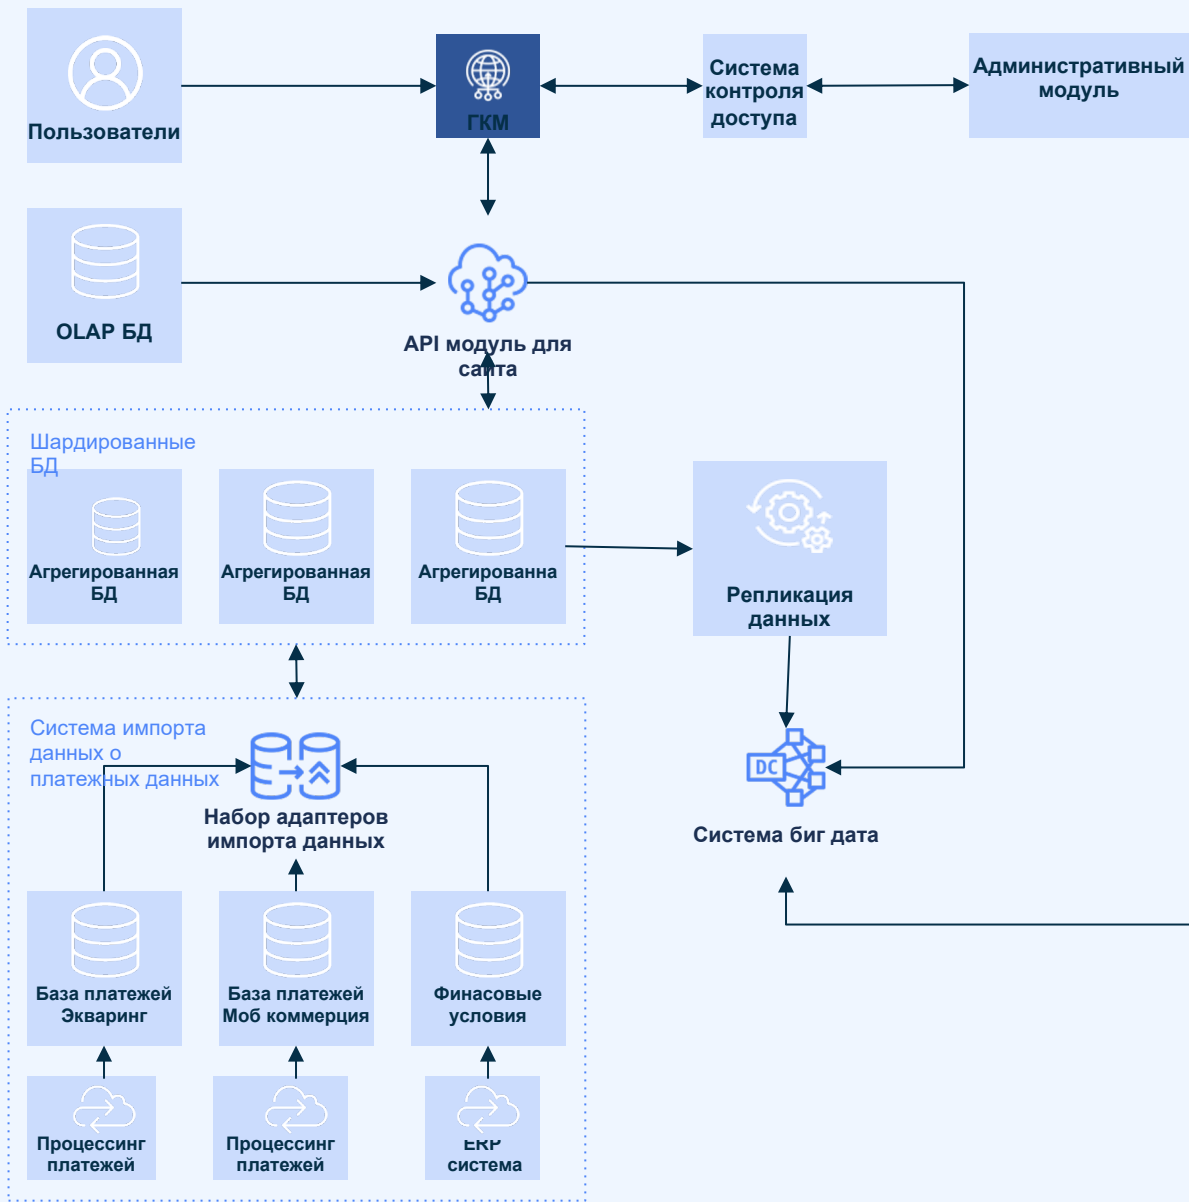 Пользователи
ГКМ
Система
контроля
доступа
Административный
модуль
OLAP БД
API модуль для
сайта
Шардированные
БД
Агрегированная
БД
Агрегированная
БД
Агрегированна
БД
Репликация
данных
Система импорта
данных о
платежных данных
Набор адаптеров
импорта данных
DC
Система биг дата
База платежей
Экваринг
База платежей
Моб коммерция
Финасовые
условия
Процессинг
платежей
Процессинг
платежей
ERP
система